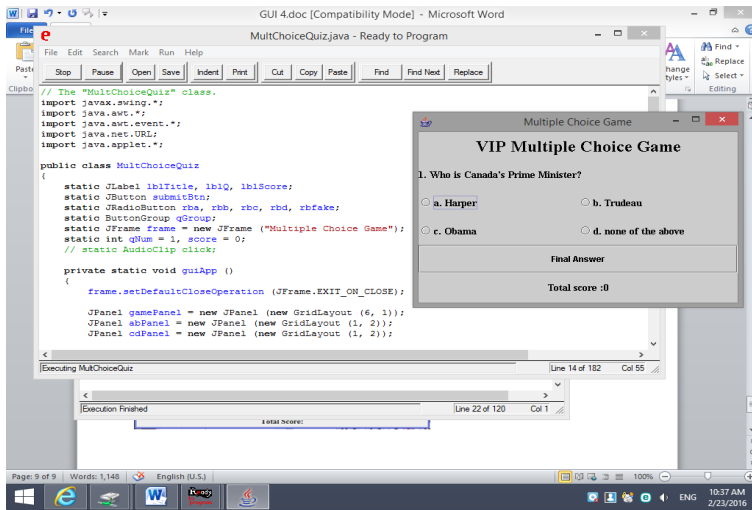 GUI 4.doc [Compatibility Mode] - Microsoft Word
File
MultChoiceQuiz.java - Ready to Program
File Edit Search Mark Run Help
Stop Pause Open Save Indent Print Cut Copy Paste Find Find Next Replace
Find
Replace
Select
Editing
// The "MultChoiceQuiz" class.
import javax.swing.*;
import java.awt.*;
import java.awt.event.*;
import java.net.URL;
import java.applet.*;
public class MultChoiceQuiz
{
static JLabel lblTitle, lblQ, lblScore;
static JButton submitBtn;
static JRadioButton rba, rbb, rbc, rbd, rbfake;
static ButtonGroup qGroup;
static JFrame frame = new JFrame ("Multiple Choice Game");
static int qNum = 1, score = 0;
// static AudioClip click;
private static void guiApp ()
{
frame.setDefaultCloseOperation (JFrame.EXIT_ON_CLOSE);
JPanel gamePanel = new JPanel (new GridLayout (6, 1));
JPanel abPanel = new JPanel (new GridLayout (1, 2));
JPanel cdPanel = new JPanel (new GridLayout (1, 2));
Executing MultChoiceQuiz Line 14 of 182 Col 55
Multiple Choice Game
VIP Multiple Choice Game
1. Who is Canada's Prime Minister?
a. Harper b. Trudeau
c. Obama d. none of the above
Final Answer
Total score :0
Execution Finished Line 22 of 120 Col 1
Total Score:
Page: 9 of 9 Words: 1,148 English (U.S.) 100%
Ready
ENG 10:37 AM
2/23/2016